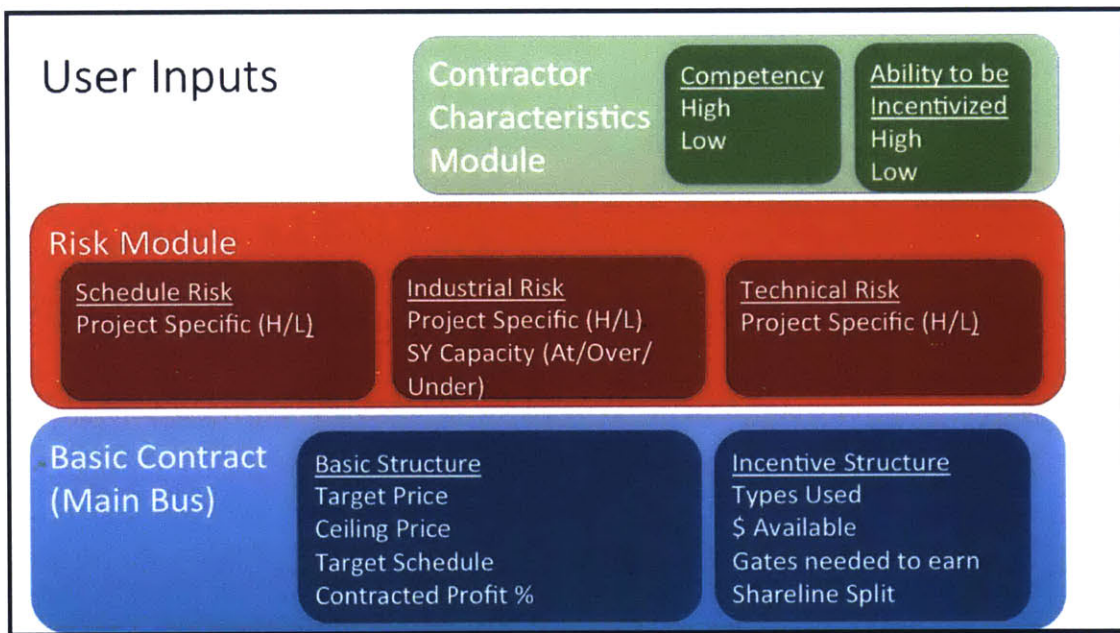 User Inputs
Contractor
Characteristics
Module
Competency
High
Low
Ability to be
Incentivized
High
Low
Risk Module
Schedule Risk
Project Specific (H/L)
Industrial Risk
Project Specific (H/L)
SY Capacity (At/Over/
Under)
Technical Risk
Project Specific (H/L)
Basic Contract
(Main Bus)
Basic Structure
Target Price
Ceiling Price
Target Schedule
Contracted Profit %
Incentive Structure
Types Used
$ Available
Gates needed to earn
Shareline Split